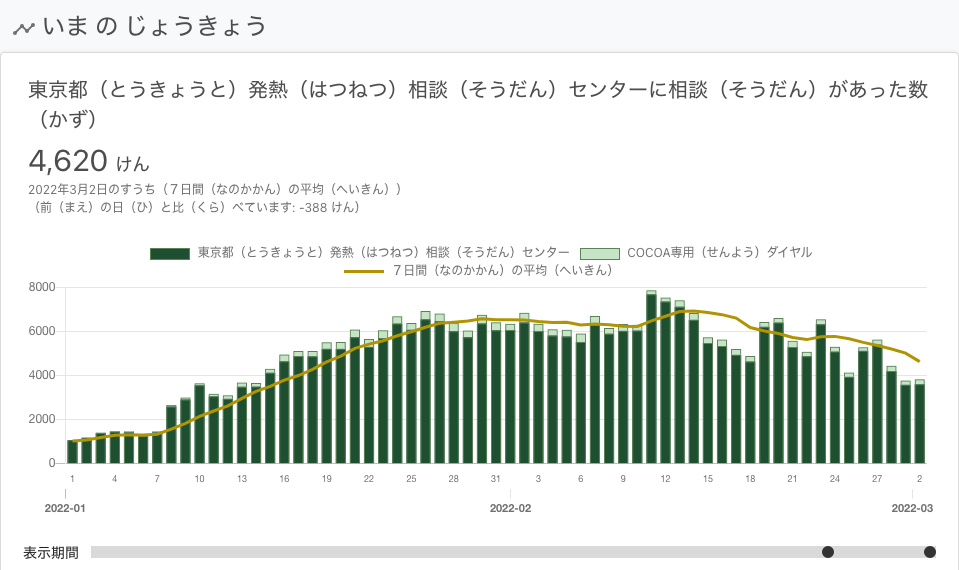 いま の じょうきょう
東京都（とうきょうと）発熱（はつねつ）相談（そうだん）センターに相談（そうだん）があった数
（かず）
4,620 けん
2022年3月2日のすうち（７日間（なのかかん）の平均（へいきん））
（前（まえ）の日（ひ）と比（くら）べています: -388 けん）
東京都（とうきょうと）発熱（はつねつ）相談（そうだん）センター COCOA専用（せんよう）ダイヤル
７日間（なのかかん）の平均（へいきん）
8000
6000
4000
2000
0
1 4 7 10 13 16 19 22 25 28 31 3 6 9 12 15 18 21 24 27 2
2022-01 2022-02 2022-03
表示期間